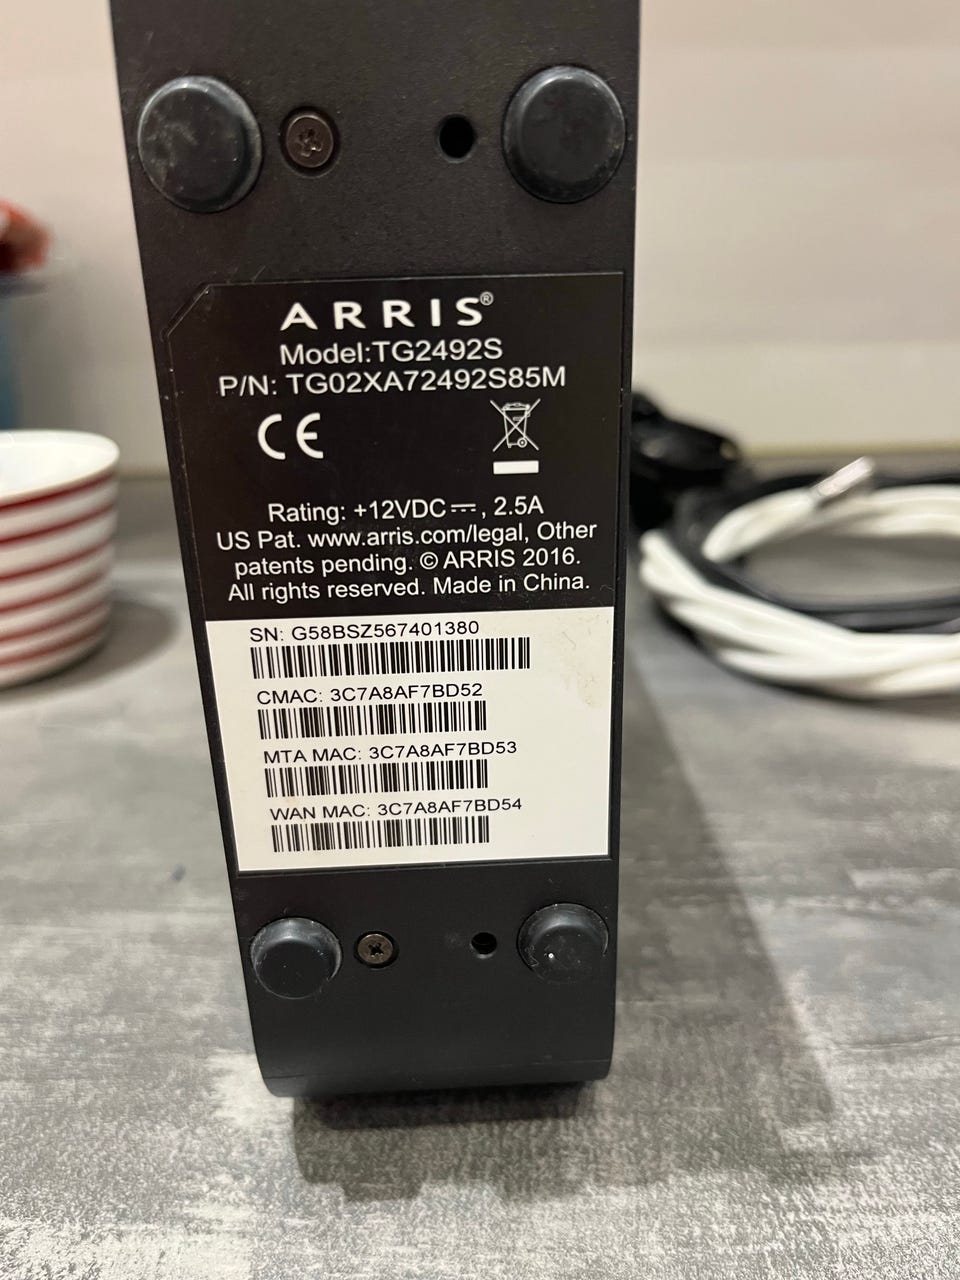 ARRIS®
Model:TG2492S
P/N: TG02XA72492S85M
CE
Rating: +12VDC⎓, 2.5A
US Pat. www.arris.com/legal, Other
patents pending. © ARRIS 2016.
All rights reserved. Made in China.
SN: G58BSZ567401380
CMAC: 3C7A8AF7BD52
MTA MAC: 3C7A8AF7BD53
WAN MAC: 3C7A8AF7BD54